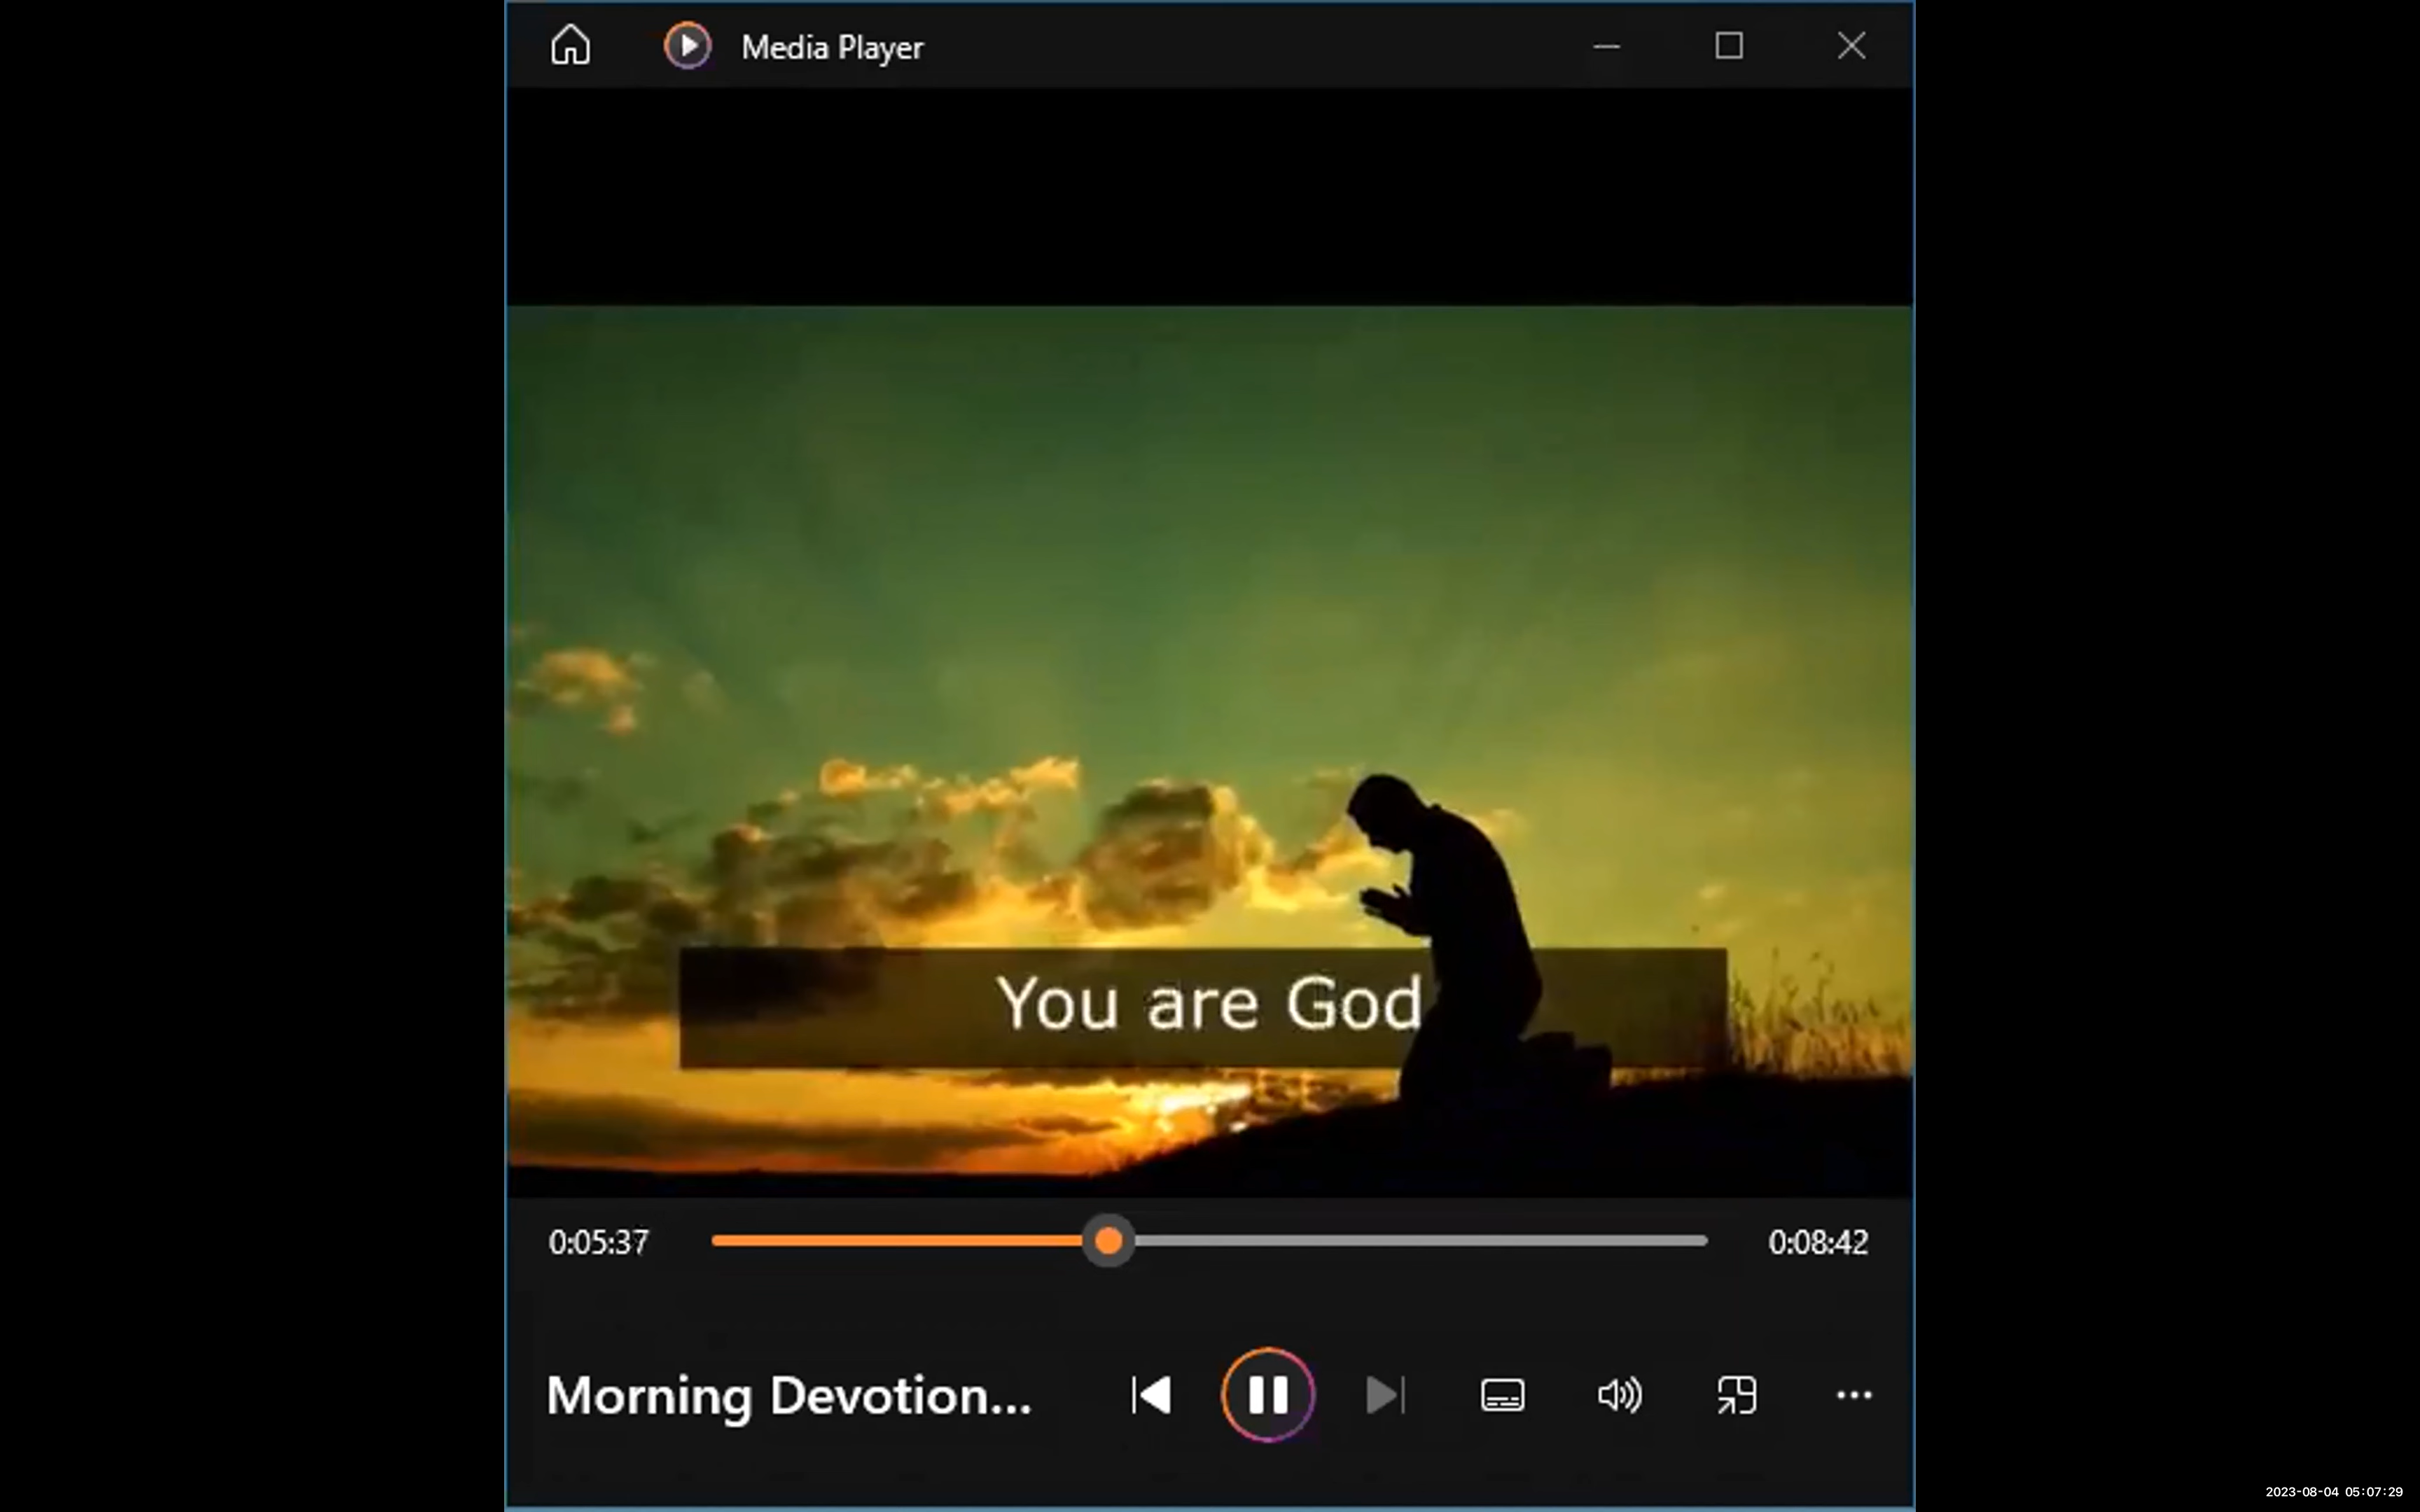 Media Player
You are God
0:05:37
0:08:42
Morning Devotion...
2023-08-04 05:07:29